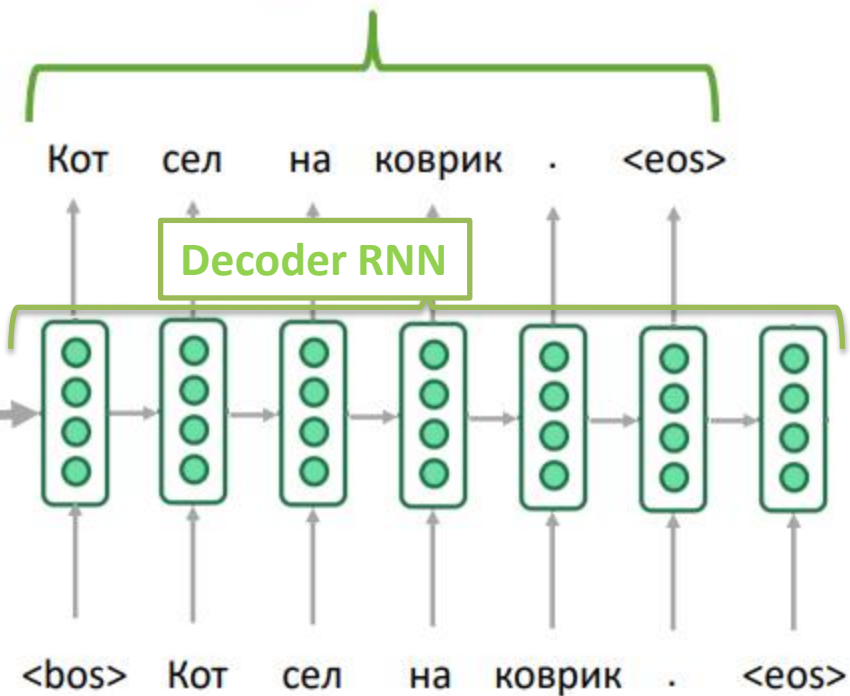 Кот сел на коврик . <eos>
Decoder RNN
<bos> Кот сел на коврик . <eos>